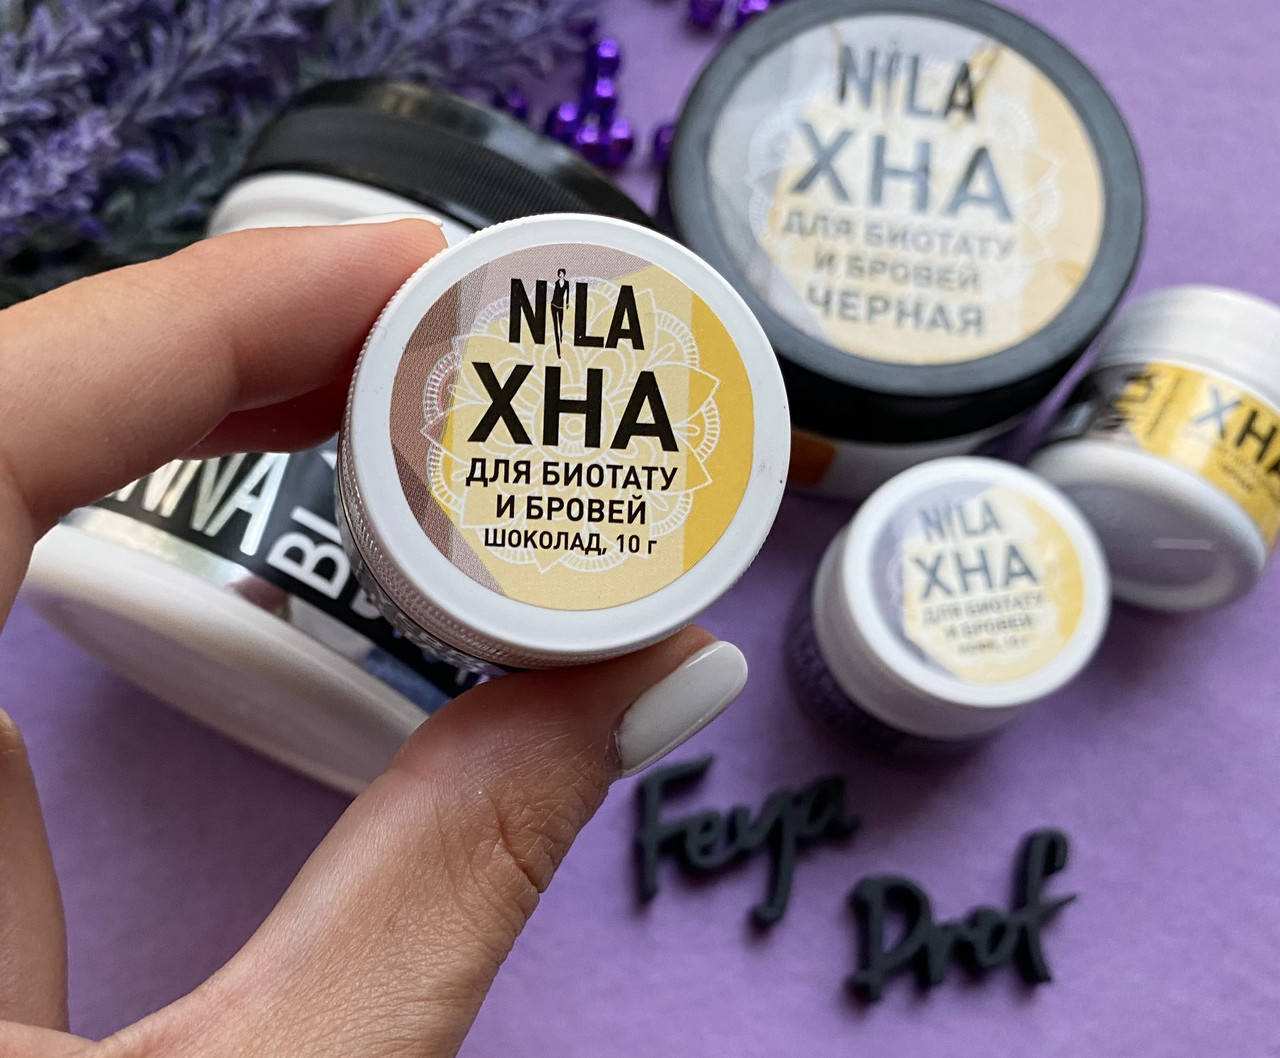 NILA
ХНА
ДЛЯ БИОТАТУ
И БРОВЕЙ
ШОКОЛАД, 10 г
NILA
ХНА
ДЛЯ БИОТАТУ
И БРОВЕЙ
ЧЕРНАЯ
ХНА
NILA
ХНА
ДЛЯ БИОТАТУ
И БРОВЕЙ
Feya
Prof